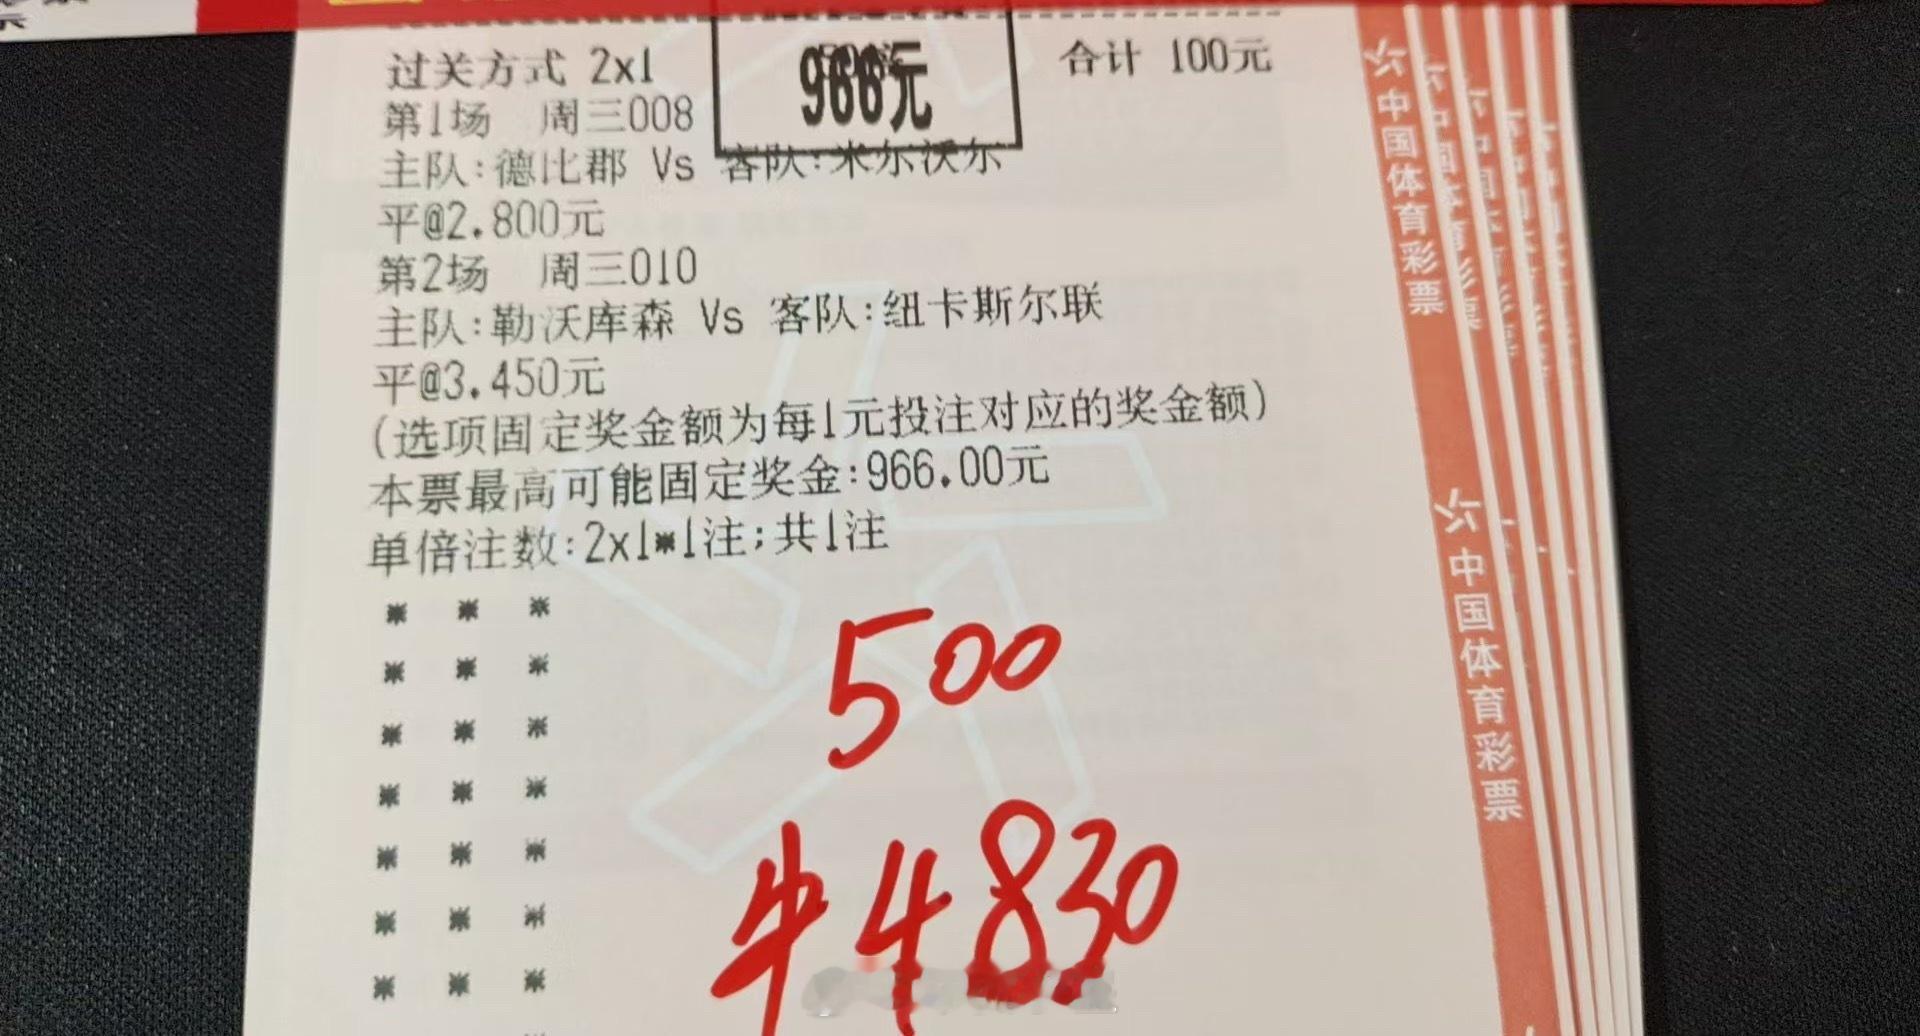 过关方式 2x1
966元
合计 100元
第1场 周三008
主队:德比郡 Vs 客队:米尔沃尔
平@2.800元
第2场 周三010
主队:勒沃库森 Vs 客队:纽卡斯尔联
平@3.450元
(选项固定奖金额为每1元投注对应的奖金额)
本票最高可能固定奖金:966.00元
单倍注数:2x1*1注;共1注
500
中4830
中国体育彩票
中国体育彩票